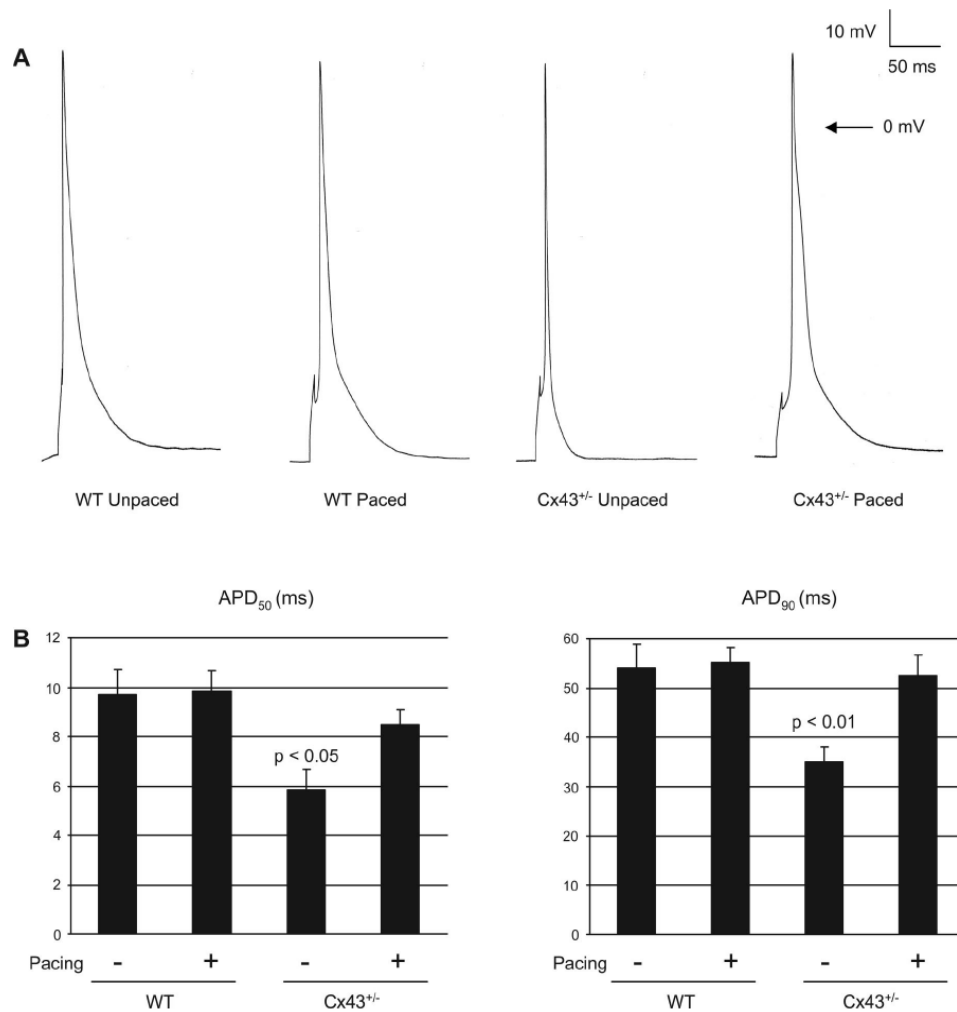 A
10 mV
50 ms
0 mV
WT Unpaced
WT Paced
Cx43+/- Unpaced
Cx43+/- Paced
B
APD50 (ms)
12
10
8
6
4
2
0
p < 0.05
Pacing - + - +
WT Cx43+/-
APD90 (ms)
60
50
40
30
20
10
0
p < 0.01
Pacing - + - +
WT Cx43+/-